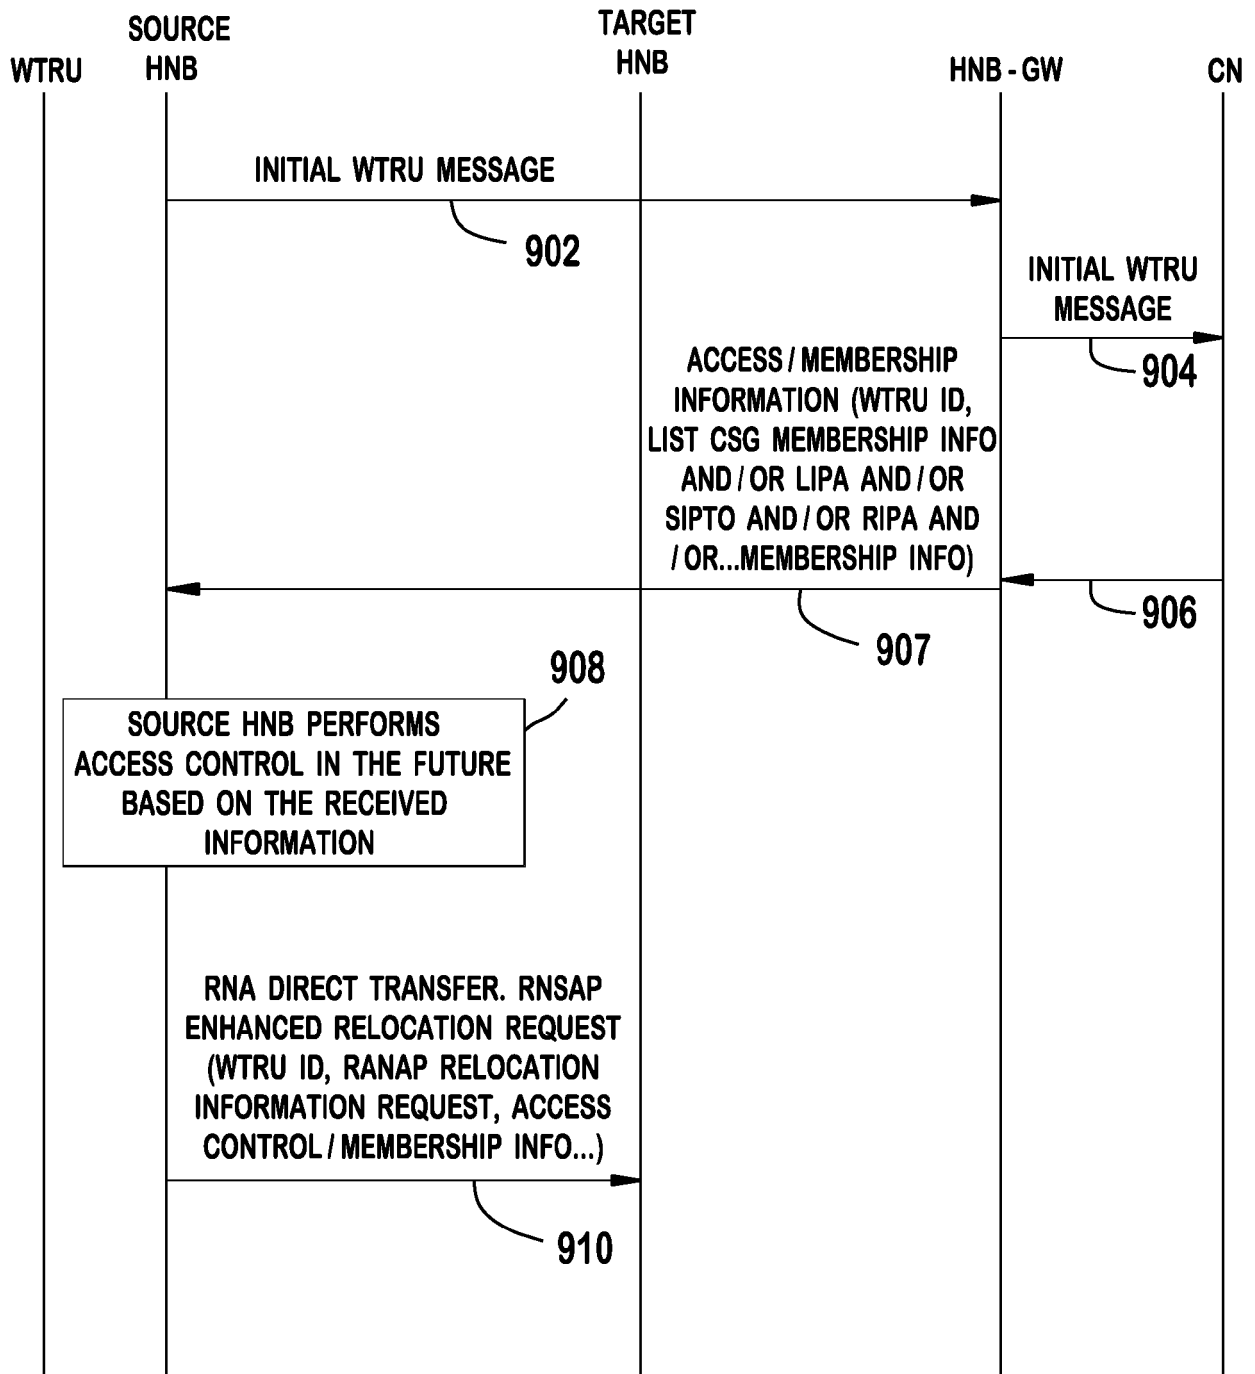 SOURCE
HNB
TARGET
HNB
WTRU
HNB - GW
CN
INITIAL WTRU MESSAGE
902
INITIAL WTRU
MESSAGE
904
ACCESS / MEMBERSHIP
INFORMATION (WTRU ID,
LIST CSG MEMBERSHIP INFO
AND / OR LIPA AND / OR
SIPTO AND / OR RIPA AND
/ OR...MEMBERSHIP INFO)
906
907
908
SOURCE HNB PERFORMS
ACCESS CONTROL IN THE FUTURE
BASED ON THE RECEIVED
INFORMATION
RNA DIRECT TRANSFER. RNSAP
ENHANCED RELOCATION REQUEST
(WTRU ID, RANAP RELOCATION
INFORMATION REQUEST, ACCESS
CONTROL / MEMBERSHIP INFO...)
910